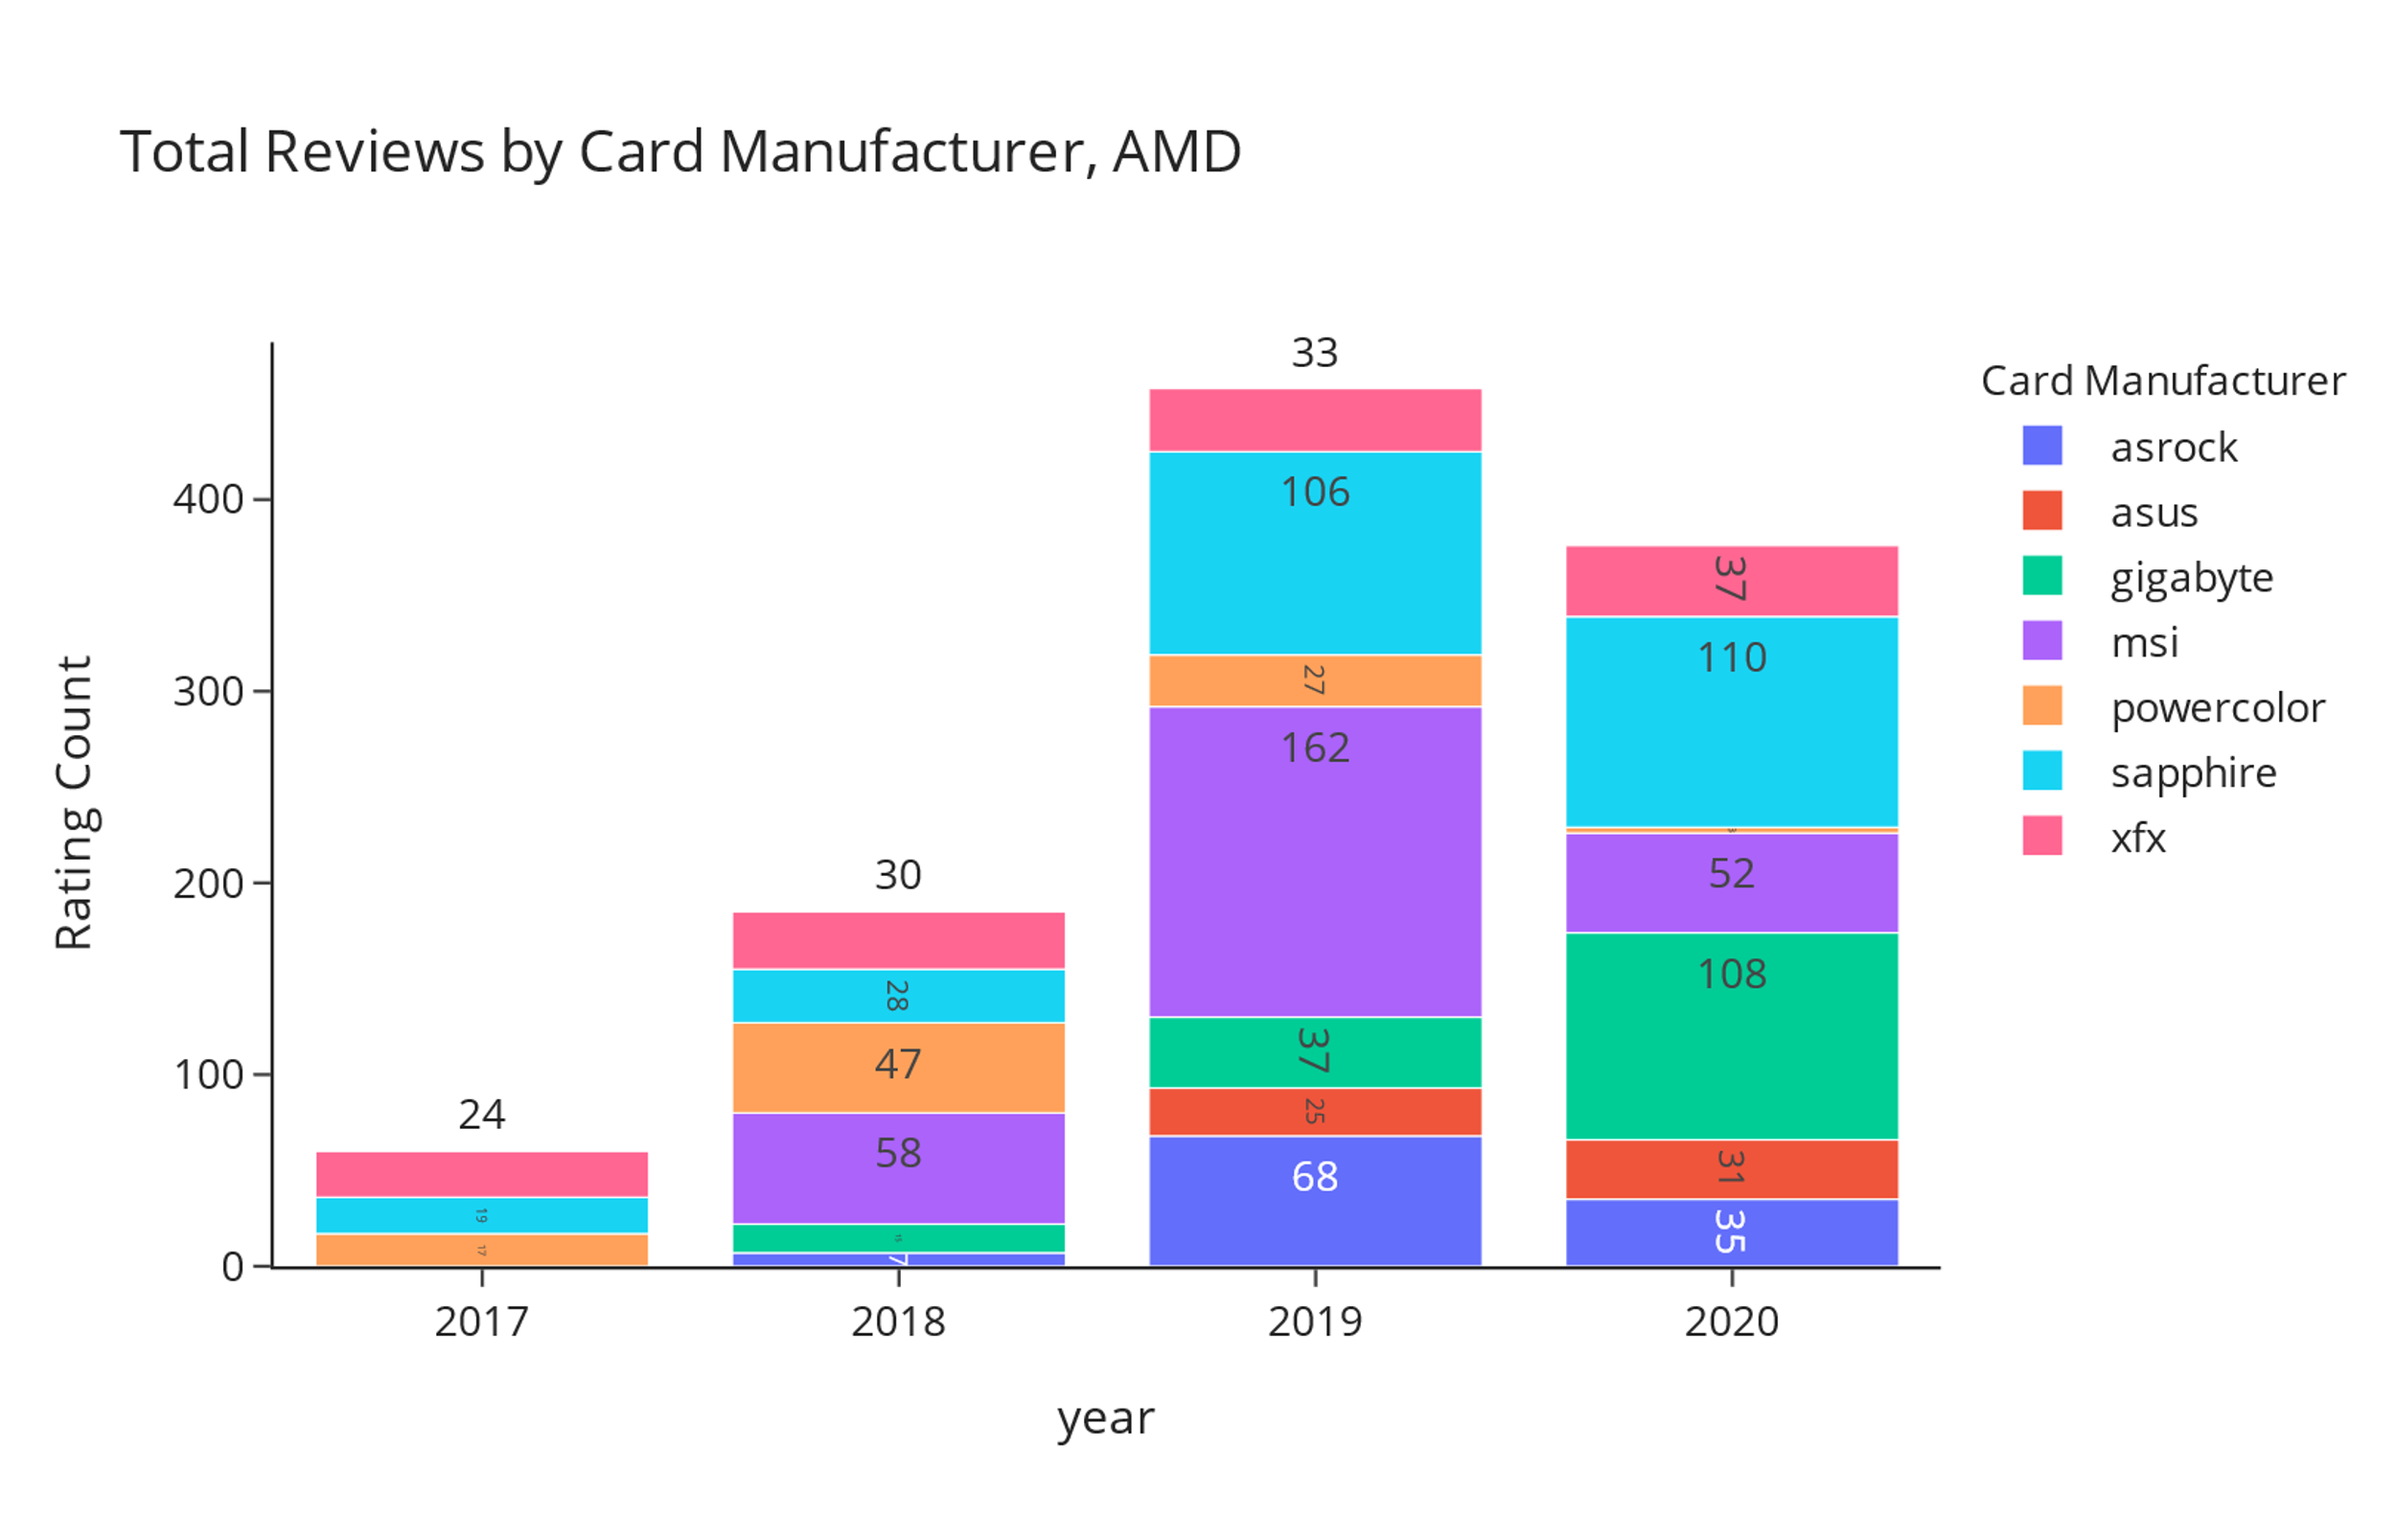 Total Reviews by Card Manufacturer, AMD
Rating Count
400
300
200
100
0
24
19
17
30
28
47
58
15
7
33
106
27
162
37
25
68
37
110
3
52
108
31
35
2017
2018
2019
2020
year
Card Manufacturer
asrock
asus
gigabyte
msi
powercolor
sapphire
xfx